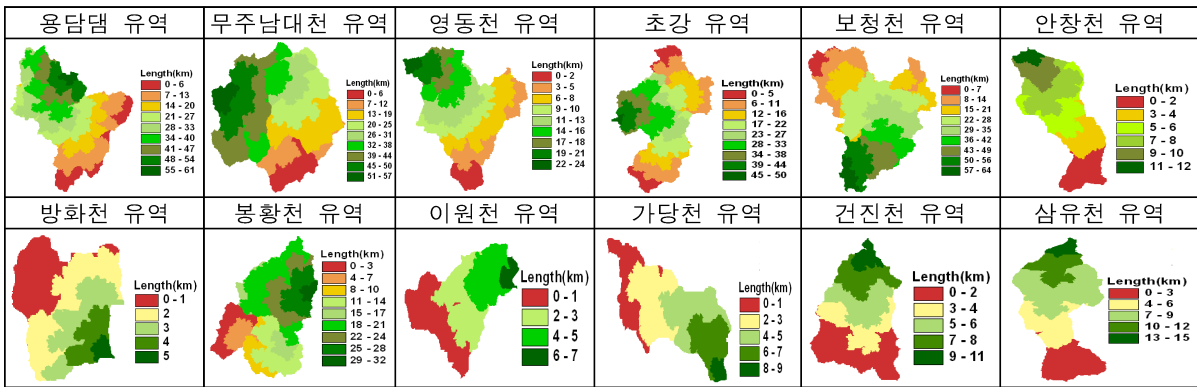 용담댐 유역
무주남대천 유역
영동천 유역
초강 유역
보청천 유역
안창천 유역
Length(km)
0 - 6
7 - 13
14 - 20
21 - 27
28 - 33
34 - 40
41 - 47
48 - 54
55 - 61
Length(km)
0 - 6
7 - 12
13 - 19
20 - 25
26 - 31
32 - 38
39 - 44
45 - 50
51 - 57
Length(km)
0 - 2
3 - 5
6 - 8
9 - 10
11 - 13
14 - 16
17 - 18
19 - 21
22 - 24
Length(km)
0 - 5
6 - 11
12 - 16
17 - 22
23 - 27
28 - 33
34 - 38
39 - 44
45 - 50
Length(km)
0 - 7
8 - 14
15 - 21
22 - 28
29 - 35
36 - 42
43 - 49
50 - 56
57 - 64
Length(km)
0 - 2
3 - 4
5 - 6
7 - 8
9 - 10
11 - 12
방화천 유역
봉황천 유역
이원천 유역
가당천 유역
건진천 유역
삼유천 유역
Length(km)
0 - 1
2
3
4
5
Length(km)
0 - 3
4 - 7
8 - 10
11 - 14
15 - 17
18 - 21
22 - 24
25 - 28
29 - 32
Length(km)
0 - 1
2 - 3
4 - 5
6 - 7
Length(km)
0 - 1
2 - 3
4 - 5
6 - 7
8 - 9
Length(km)
0 - 2
3 - 4
5 - 6
7 - 8
9 - 11
Length(km)
0 - 3
4 - 6
7 - 9
10 - 12
13 - 15